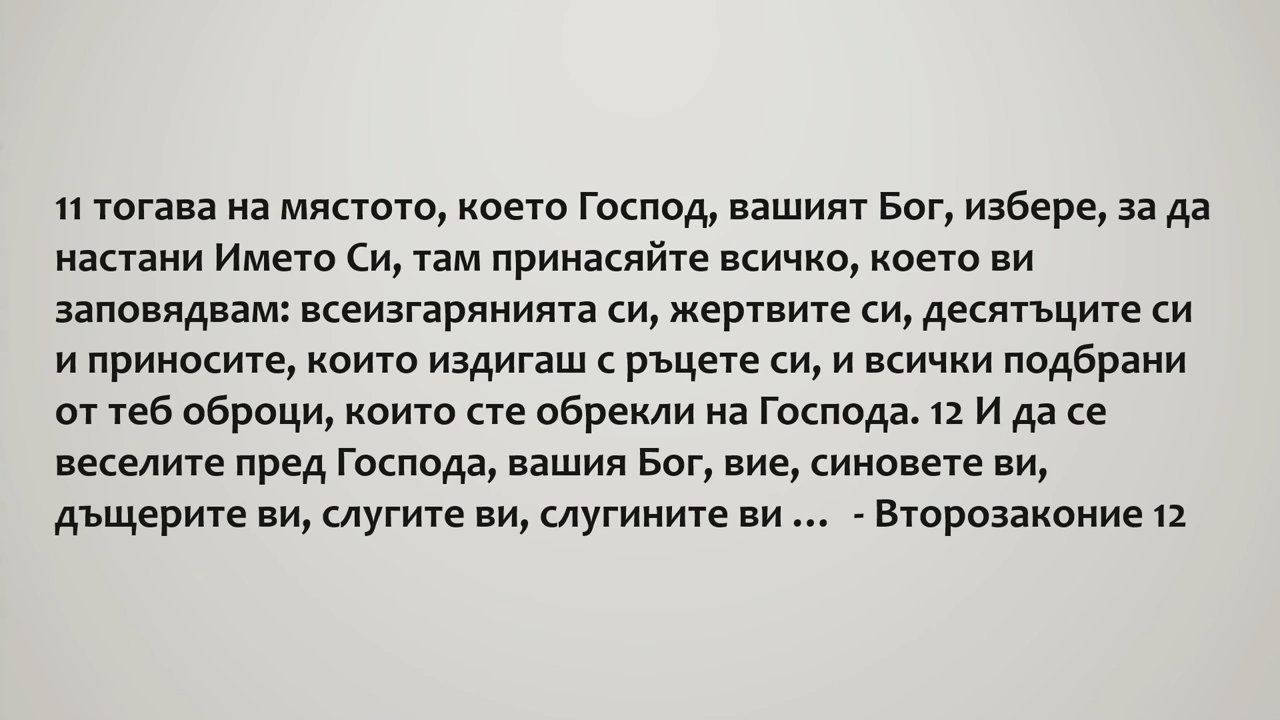 11 тогава на мястото, което Господ, вашият Бог, избере, за да
настани Името Си, там принасяйте всичко, което ви
заповядвам: всеизгарянията си, жертвите си, десятъците си
и приносите, които издигаш с ръцете си, и всички подбрани
от теб оброци, които сте обрекли на Господа. 12 И да се
веселите пред Господа, вашия Бог, вие, синовете ви,
дъщерите ви, слугите ви, слугините ви ... - Второзаконие 12